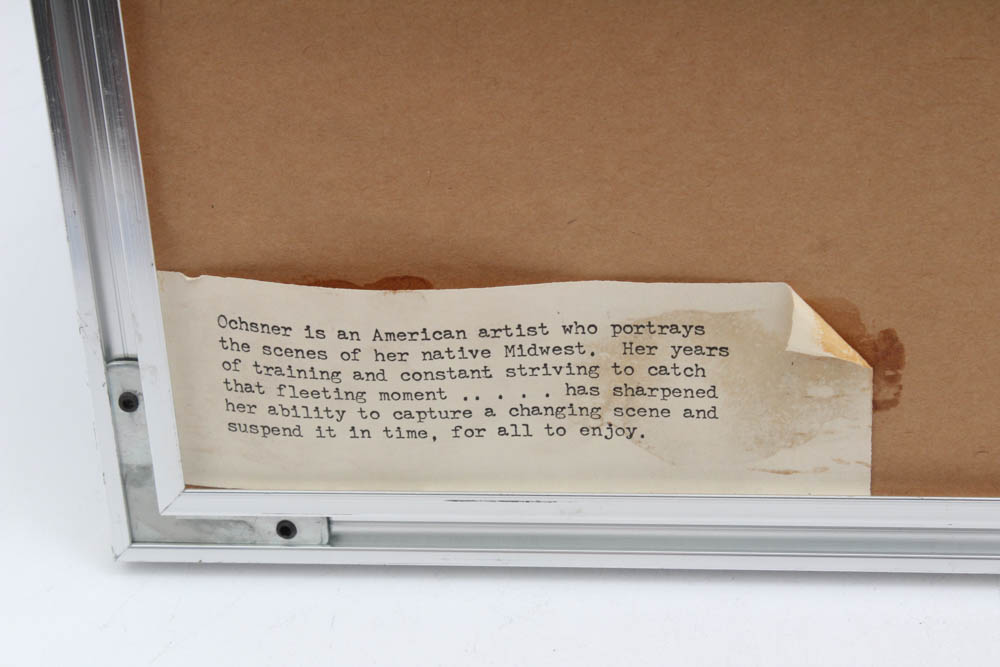 Ochsner is an American artist who portrays
the scenes of her native Midwest.  Her years
of training and constant striving to catch
that fleeting moment . . . . . has sharpened
her ability to capture a changing scene and
suspend it in time, for all to enjoy.